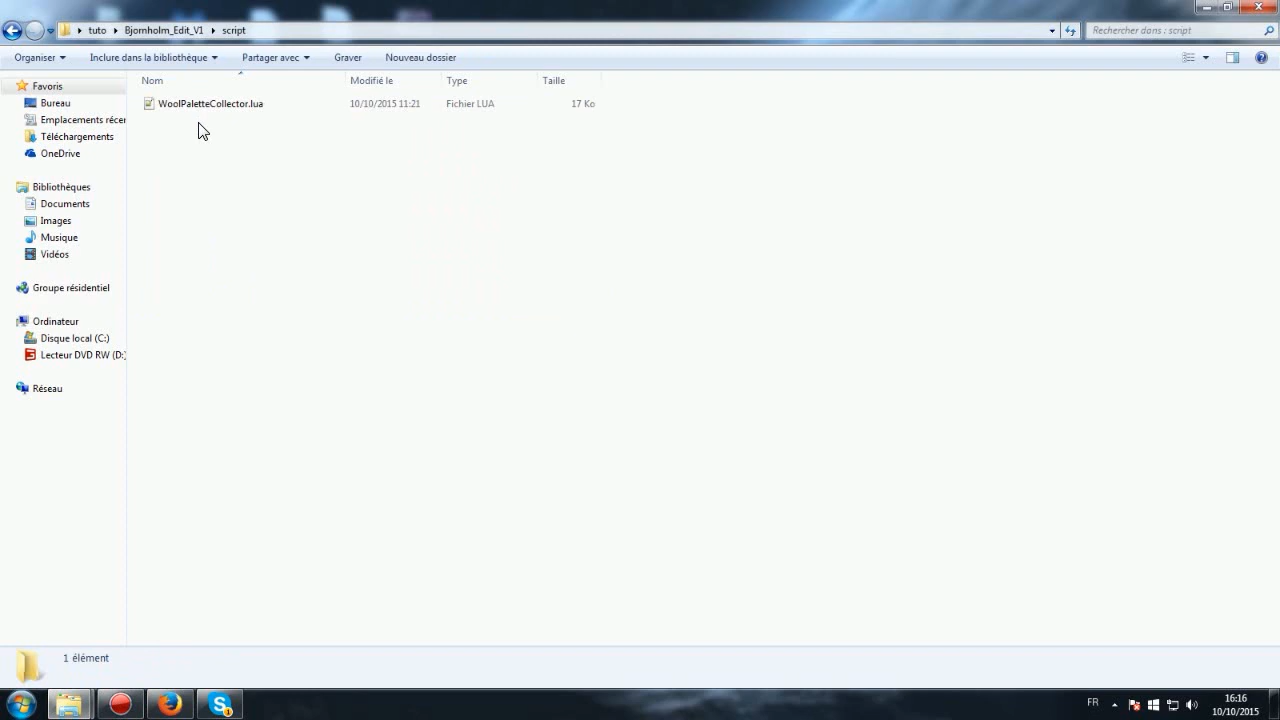 tuto Bjornholm_Edit_V1 script
Rechercher dans : script
Organiser Inclure dans la bibliothèque Partager avec Graver Nouveau dossier
Nom Modifié le Type Taille
WoolPaletteCollector.lua 10/10/2015 11:21 Fichier LUA 17 Ko
Favoris
Bureau
Emplacements récer
Téléchargements
OneDrive
Bibliothèques
Documents
Images
Musique
Vidéos
Groupe résidentiel
Ordinateur
Disque local (C:)
Lecteur DVD RW (D:)
Réseau
1 élément
FR
16:16
10/10/2015